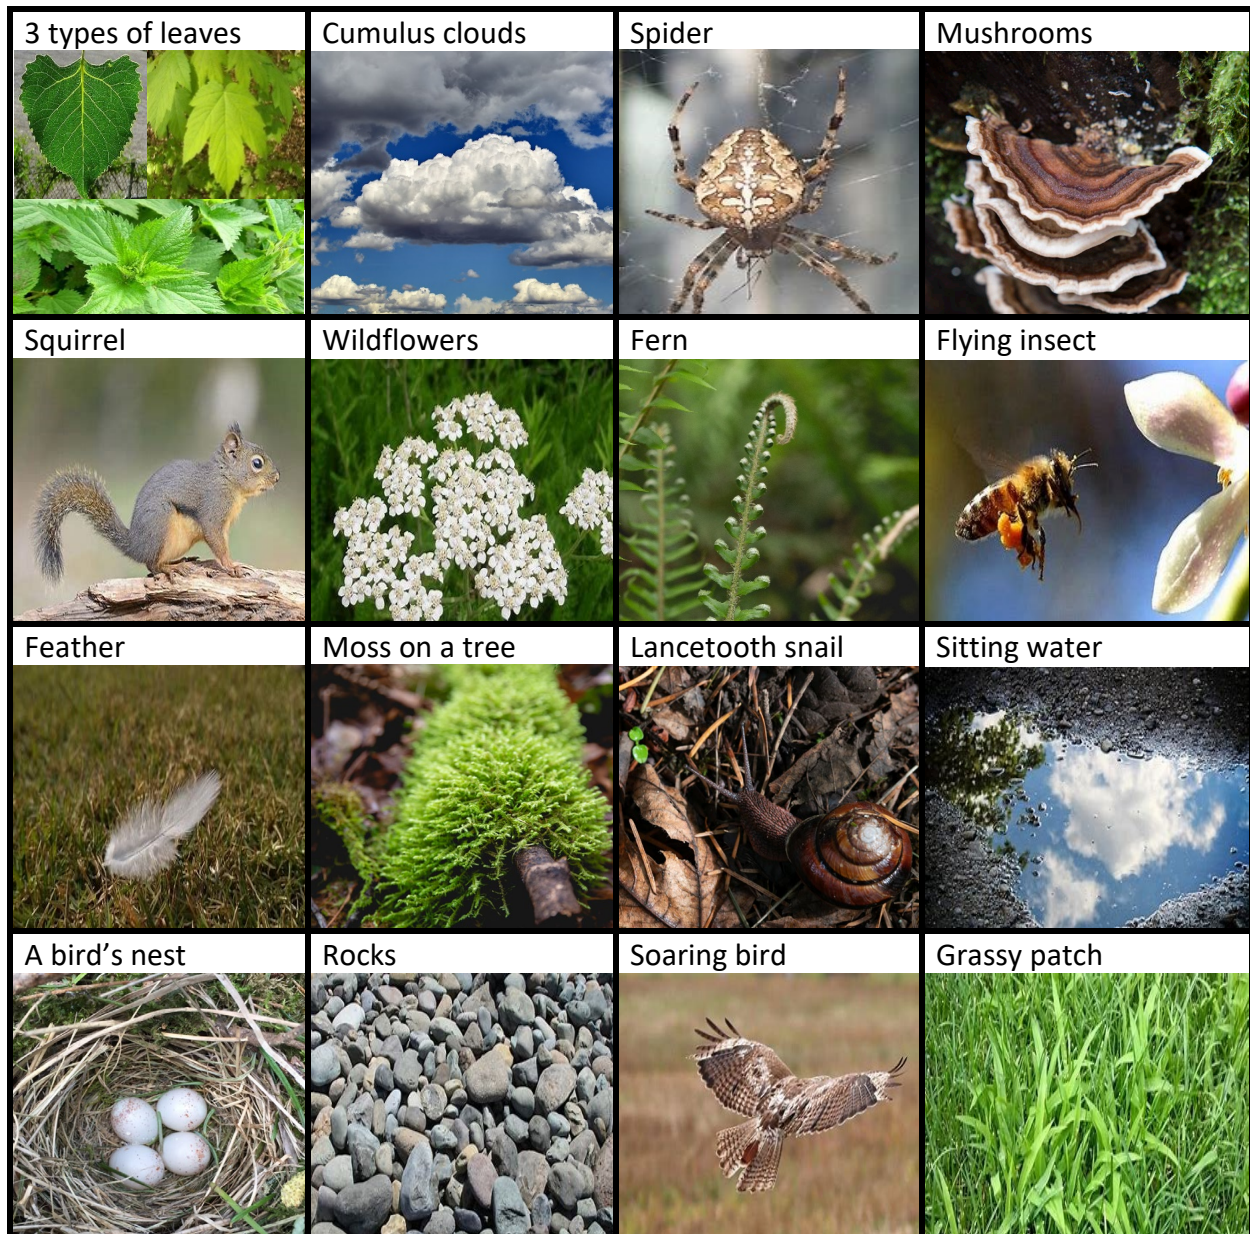 3 types of leaves
Cumulus clouds
Spider
Mushrooms
Squirrel
Wildflowers
Fern
Flying insect
Feather
Moss on a tree
Lancetooth snail
Sitting water
A bird’s nest
Rocks
Soaring bird
Grassy patch